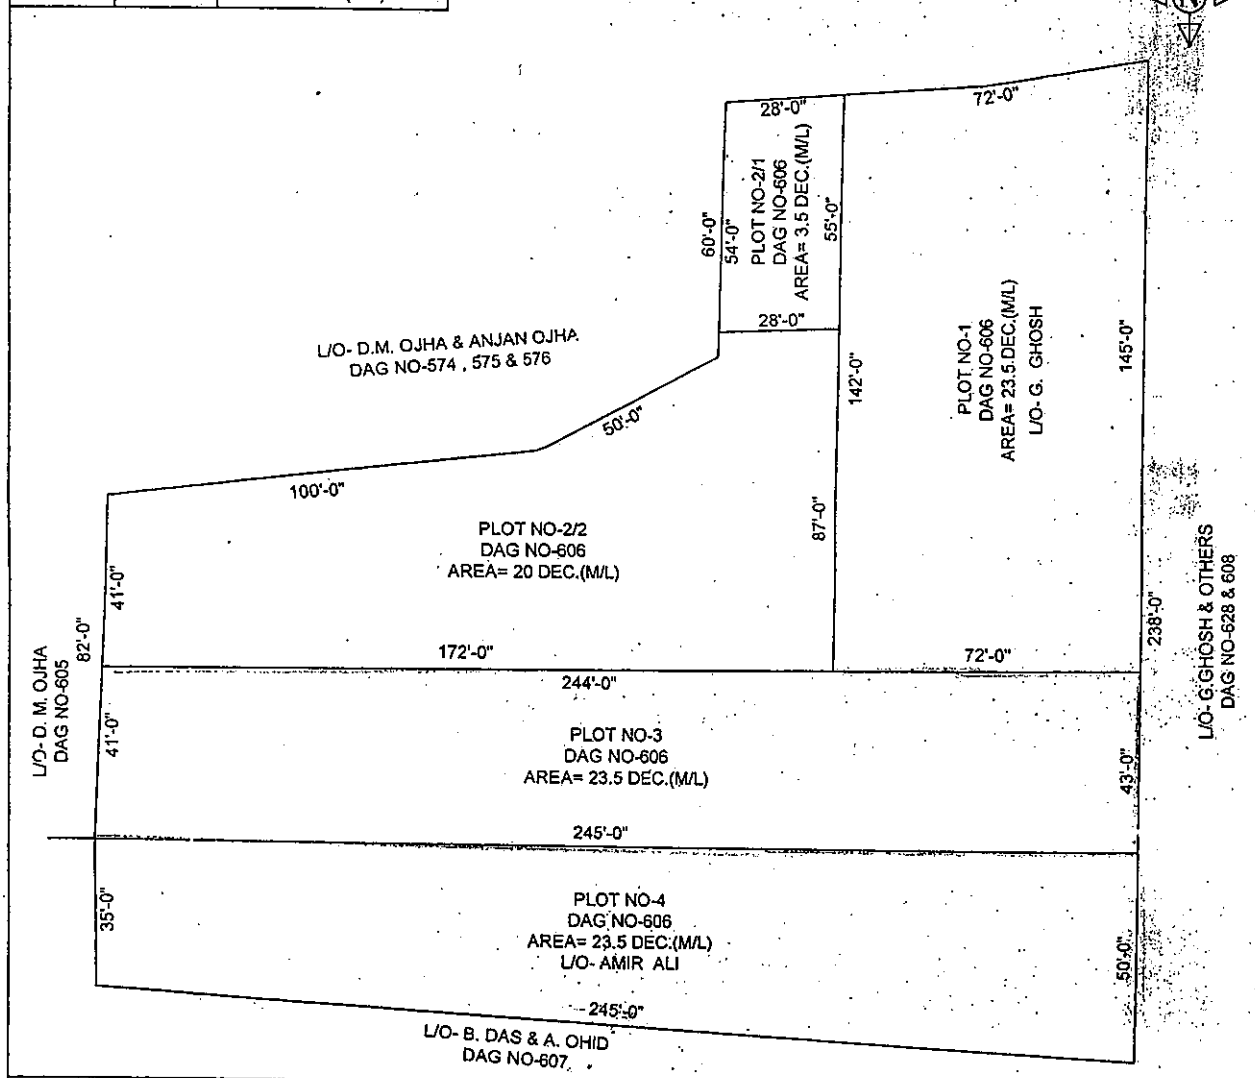 N
28'-0"
72'-0"
PLOT NO-2/1
DAG NO-606
AREA= 3.5 DEC.(M/L)
60'-0"
54'-0"
55'-0"
28'-0"
L/O- D.M. OJHA & ANJAN OJHA
DAG NO-574 , 575 & 576
142'-0"
PLOT NO-1
DAG NO-606
AREA= 23.5.DEC.(M/L)
L/O- G. GHOSH
145'-0"
50'-0"
100'-0"
PLOT NO-2/2
DAG NO-606
AREA= 20 DEC.(M/L)
87'-0"
41'-0"
82'-0"
172'-0"
72'-0"
238'-0"
L/O- G.GHOSH & OTHERS
DAG NO-628 & 608
L/O- D. M. OJHA
DAG NO-605
244'-0"
41'-0"
PLOT NO-3
DAG NO-606
AREA= 23.5 DEC.(M/L)
43'-0"
245'-0"
35'-0"
PLOT NO-4
DAG NO-606
AREA= 23.5 DEC.(M/L)
L/O- AMIR ALI
50'-0"
245'-0"
L/O- B. DAS & A. OHID
DAG NO-607